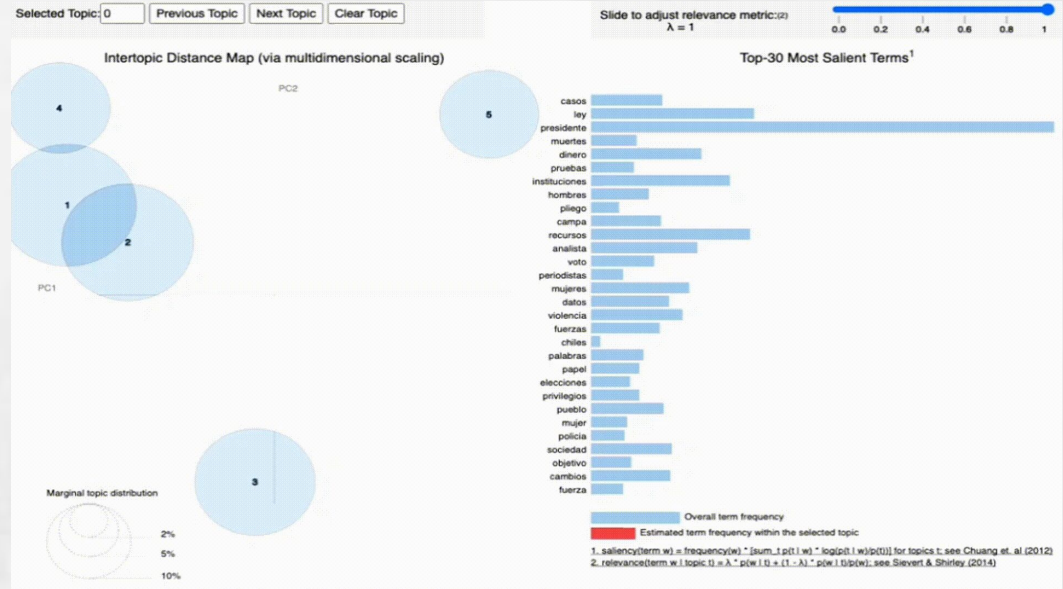 Selected Topic: 0 Previous Topic Next Topic Clear Topic
Slide to adjust relevance metric:(2)
λ = 1
0.0 0.2 0.4 0.6 0.8 1
Intertopic Distance Map (via multidimensional scaling)
PC2
4
5
1
2
PC1
3
Marginal topic distribution
2%
5%
10%
Top-30 Most Salient Terms1
casos
ley
presidente
muertes
dinero
pruebas
instituciones
hombres
pliego
campa
recursos
analista
voto
periodistas
mujeres
datos
violencia
fuerzas
chiles
palabras
papel
elecciones
privilegios
pueblo
mujer
policia
sociedad
objetivo
cambios
fuerza
Overall term frequency
Estimated term frequency within the selected topic
1. saliency(term w) = frequency(w) * [sum_t p(t | w) * log(p(t | w)/p(t))] for topics t; see Chuang et. al (2012)
2. relevance(term w | topic t) = λ * p(w | t) + (1 - λ) * p(w | t)/p(w); see Sievert & Shirley (2014)